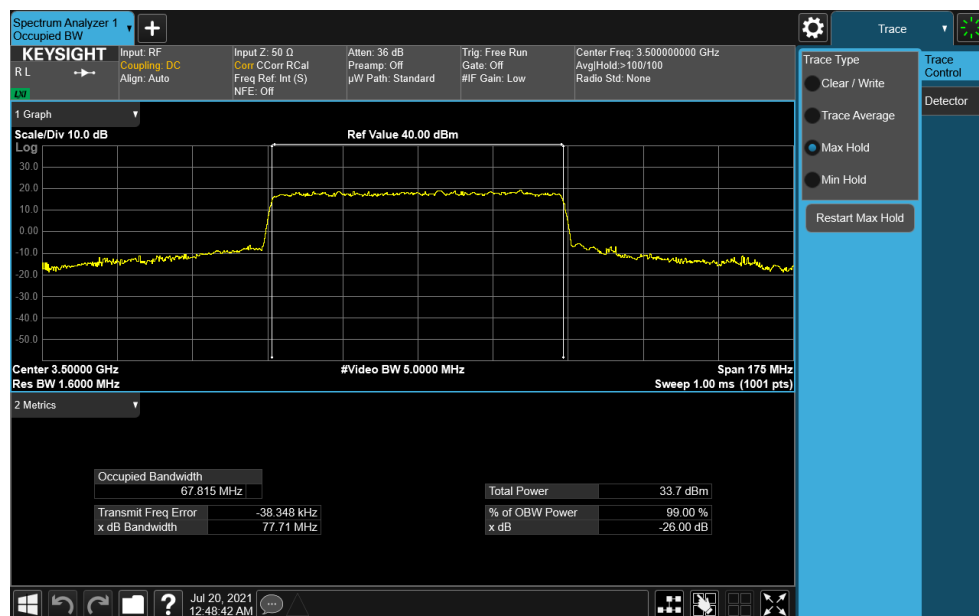 Spectrum Analyzer 1
Occupied BW
Trace
KEYSIGHT
R L
LXI
Input: RF
Coupling: DC
Align: Auto
Input Z: 50 Ω
Corr CCorr RCal
Freq Ref: Int (S)
NFE: Off
Atten: 36 dB
Preamp: Off
µW Path: Standard
Trig: Free Run
Gate: Off
#IF Gain: Low
Center Freq: 3.500000000 GHz
Avg|Hold:>100/100
Radio Std: None
Trace Type
Clear / Write
Trace Average
Max Hold
Min Hold
Restart Max Hold
Trace
Control
Detector
1 Graph
Scale/Div 10.0 dB
Ref Value 40.00 dBm
Log
30.0
20.0
10.0
0.00
-10.0
-20.0
-30.0
-40.0
-50.0
Center 3.50000 GHz
#Video BW 5.0000 MHz
Span 175 MHz
Res BW 1.6000 MHz
Sweep 1.00 ms (1001 pts)
2 Metrics
Occupied Bandwidth
67.815 MHz
Total Power 33.7 dBm
Transmit Freq Error -38.348 kHz
% of OBW Power 99.00 %
x dB Bandwidth 77.71 MHz
x dB -26.00 dB
?
Jul 20, 2021
12:48:42 AM